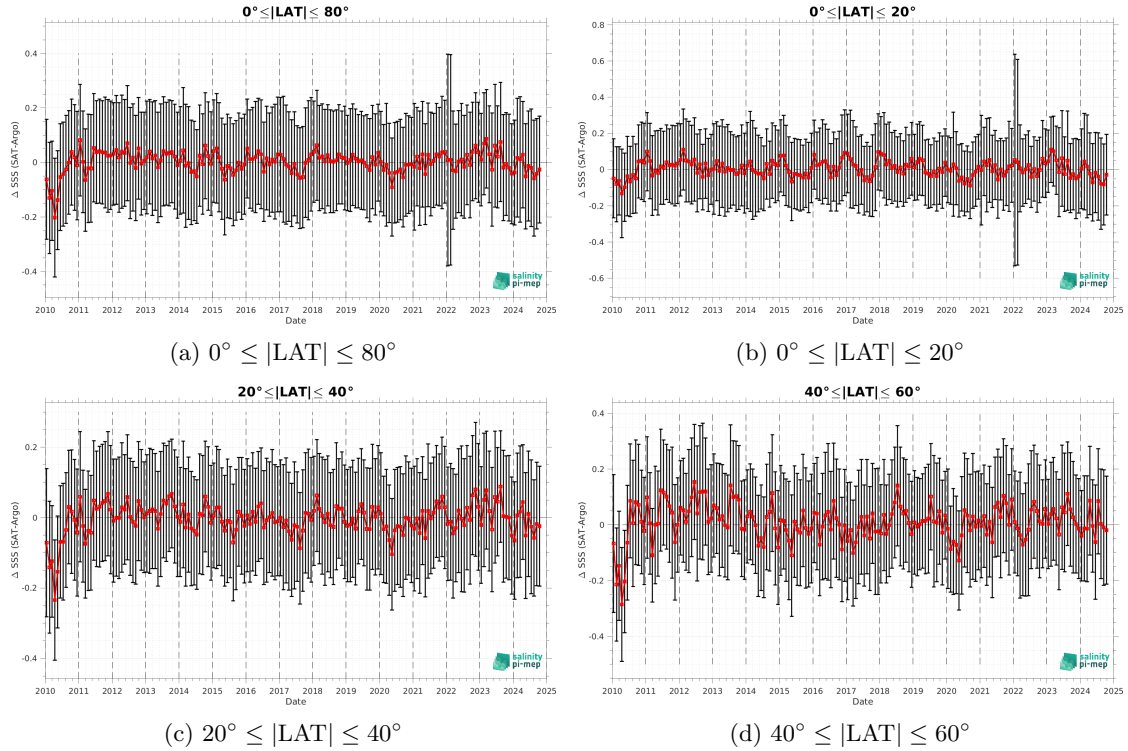 0°≤|LAT|≤ 80°
Δ SSS (SAT-Argo)
0.4
0.2
0
-0.2
-0.4
2010 2011 2012 2013 2014 2015 2016 2017 2018 2019 2020 2021 2022 2023 2024 2025
Date
salinity
pi-mep
(a) 0° ≤ |LAT| ≤ 80°
0°≤|LAT|≤ 20°
Δ SSS (SAT-Argo)
0.8
0.6
0.4
0.2
0
-0.2
-0.4
-0.6
2010 2011 2012 2013 2014 2015 2016 2017 2018 2019 2020 2021 2022 2023 2024 2025
Date
salinity
pi-mep
(b) 0° ≤ |LAT| ≤ 20°
20°≤|LAT|≤ 40°
Δ SSS (SAT-Argo)
0.2
0
-0.2
-0.4
2010 2011 2012 2013 2014 2015 2016 2017 2018 2019 2020 2021 2022 2023 2024 2025
Date
salinity
pi-mep
(c) 20° ≤ |LAT| ≤ 40°
40°≤|LAT|≤ 60°
Δ SSS (SAT-Argo)
0.4
0.2
0
-0.2
-0.4
2010 2011 2012 2013 2014 2015 2016 2017 2018 2019 2020 2021 2022 2023 2024 2025
Date
salinity
pi-mep
(d) 40° ≤ |LAT| ≤ 60°